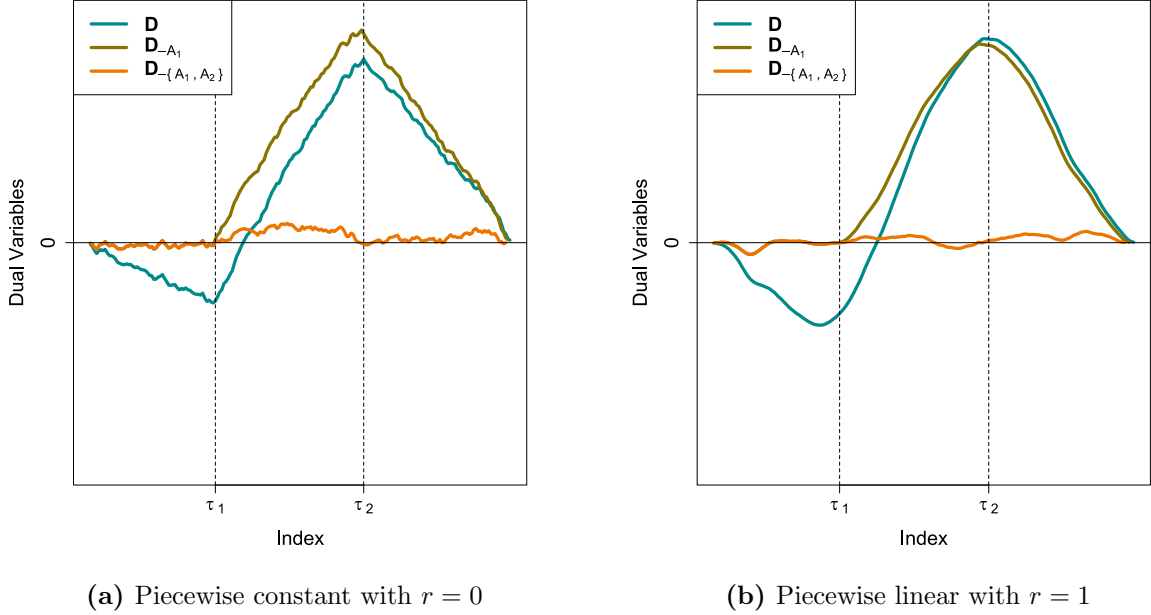 D
D₋A₁
D₋{ A₁ , A₂ }
Dual Variables
0
τ₁
τ₂
Index
(a) Piecewise constant with r = 0
D
D₋A₁
D₋{ A₁ , A₂ }
Dual Variables
0
τ₁
τ₂
Index
(b) Piecewise linear with r = 1